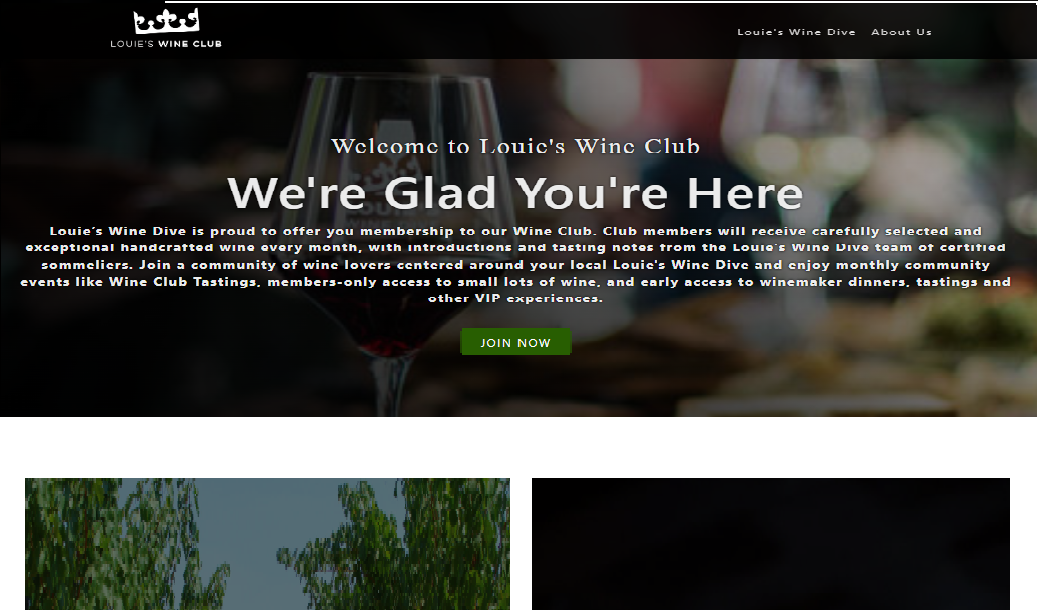 LOUIE'S WINE CLUB
Louie's Wine Dive About Us
Welcome to Louie's Wine Club
We're Glad You're Here
Louie's Wine Dive is proud to offer you membership to our Wine Club. Club members will receive carefully selected and
exceptional handcrafted wine every month, with introductions and tasting notes from the Louie's Wine Dive team of certified
sommeliers. Join a community of wine lovers centered around your local Louie's Wine Dive and enjoy monthly community
events like Wine Club Tastings, members-only access to small lots of wine, and early access to winemaker dinners, tastings and
other VIP experiences.
JOIN NOW